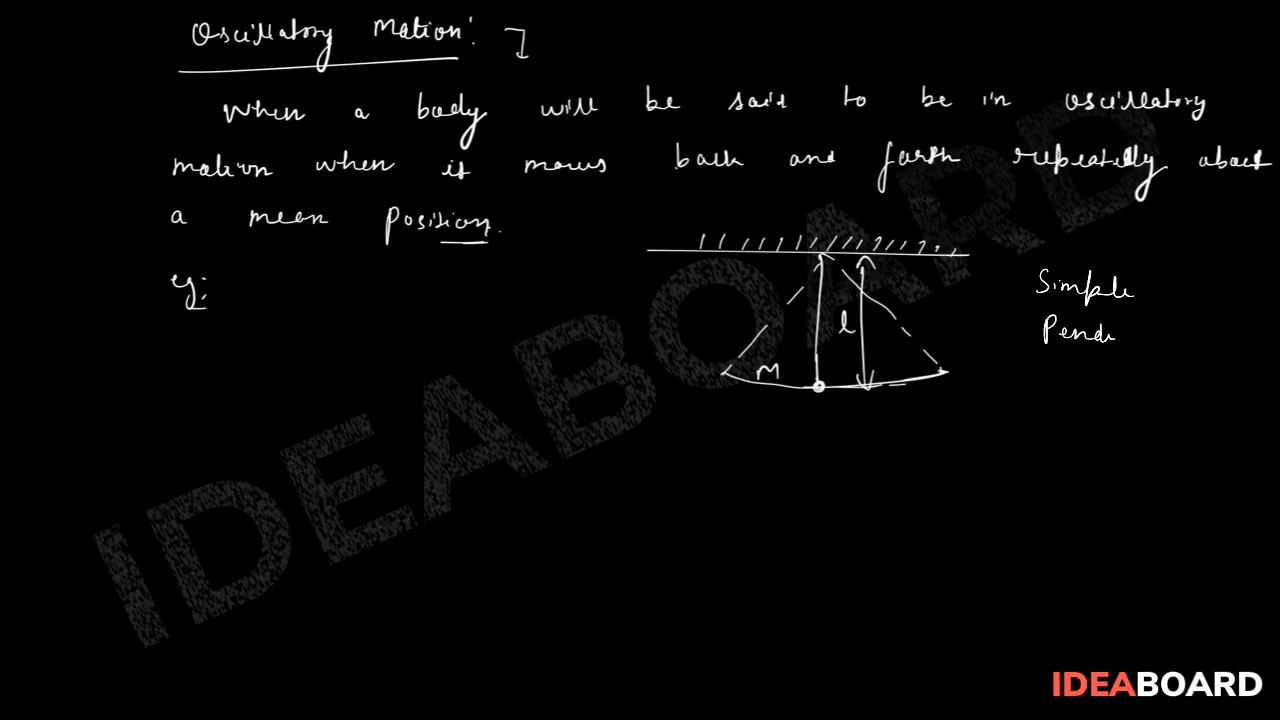 Oscillatory Motion:
When a body will be said to be in oscillatory
motion when it moves back and forth repeatedly about
a mean position.
eg:
l
M
Simple
Pendu
IDEABOARD
IDEABOARD